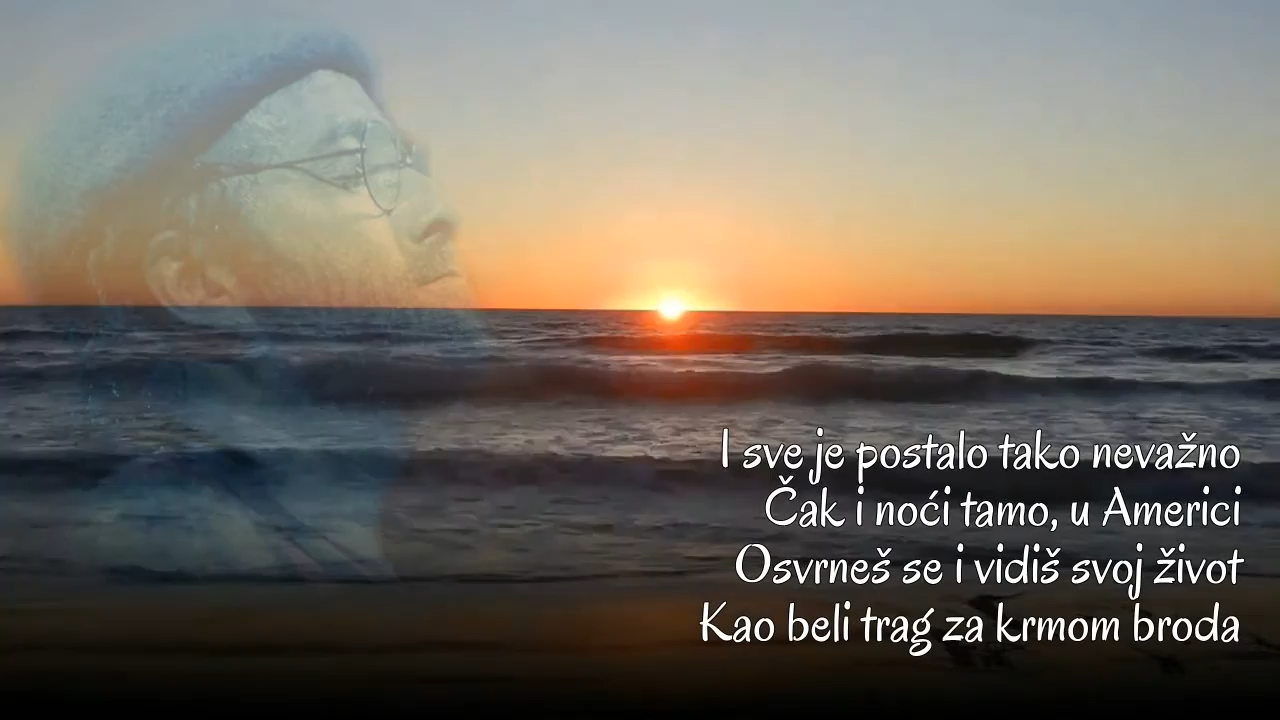 I sve je postalo tako nevažno
Čak i noći tamo, u Americi
Osvrneš se i vidiš svoj život
Kao beli trag za krmom broda